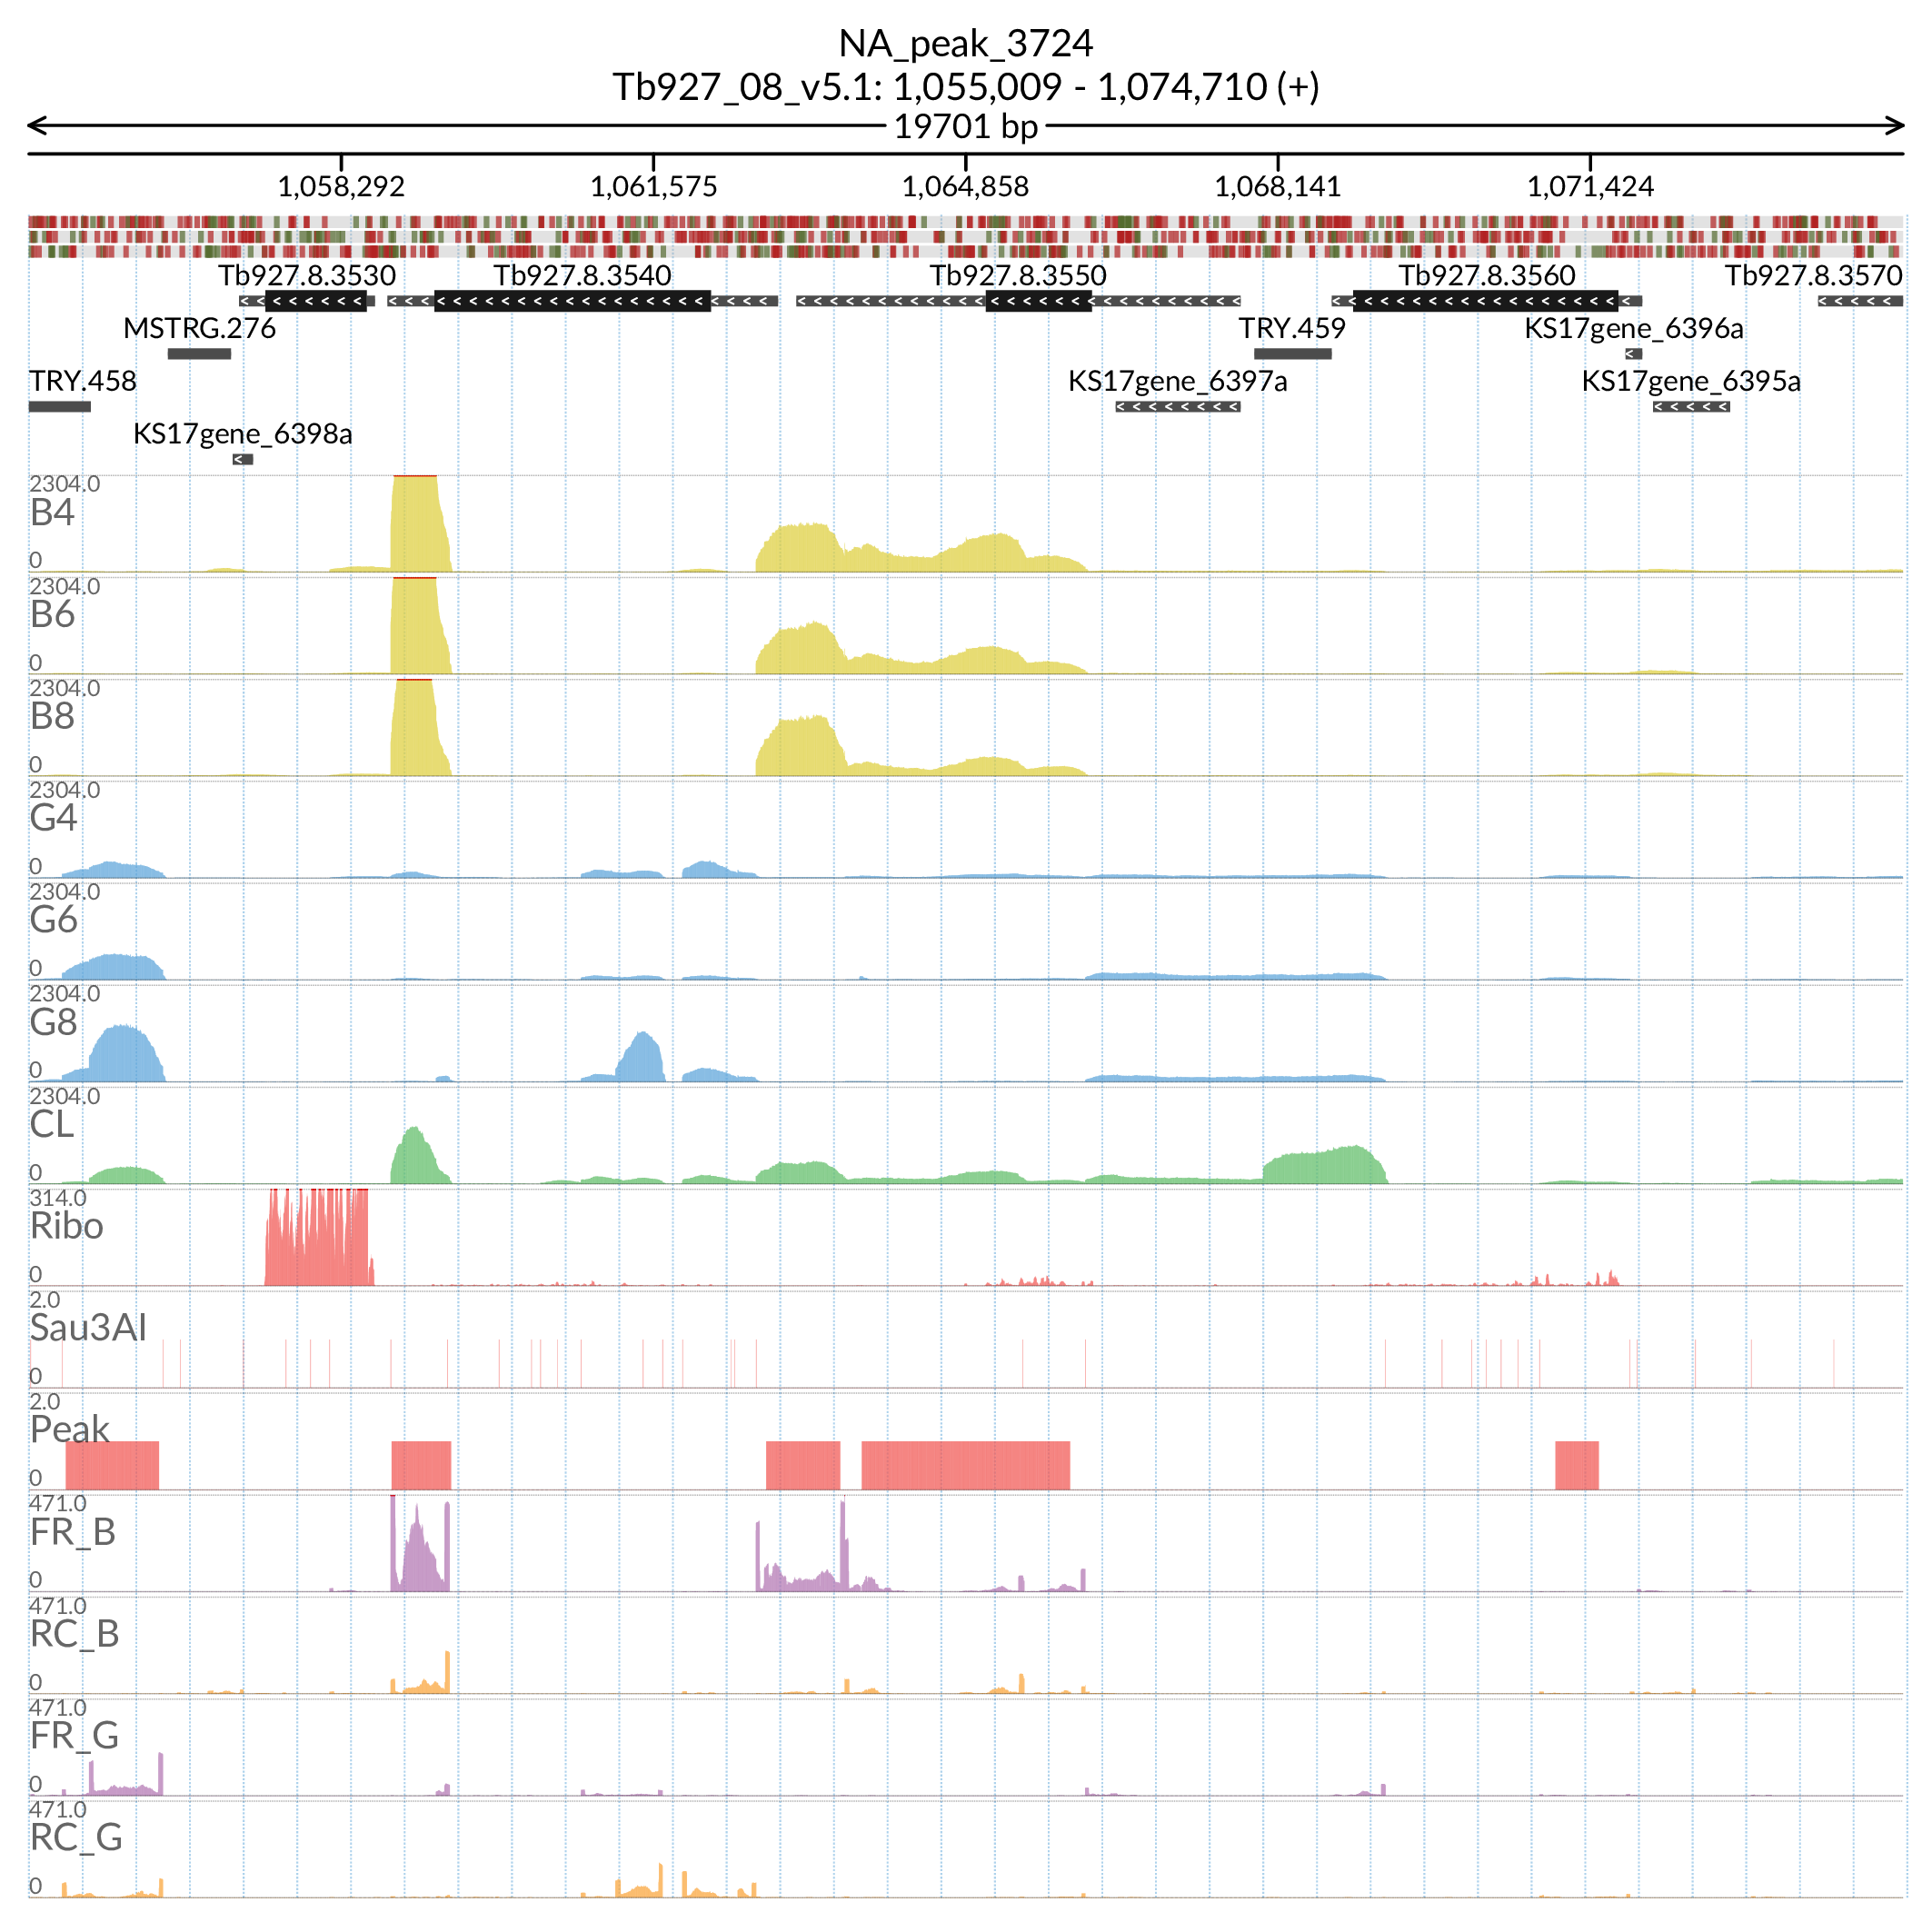 NA_peak_3724
Tb927_08_v5.1: 1,055,009 - 1,074,710 (+)
19701 bp
1,058,292 1,061,575 1,064,858 1,068,141 1,071,424
Tb927.8.3530 Tb927.8.3540 Tb927.8.3550 Tb927.8.3560 Tb927.8.3570
MSTRG.276 TRY.459 KS17gene_6396a
TRY.458 KS17gene_6397a KS17gene_6395a
KS17gene_6398a
2304.0
B4
0
2304.0
B6
0
2304.0
B8
0
2304.0
G4
0
2304.0
G6
0
2304.0
G8
0
2304.0
CL
0
314.0
Ribo
0
2.0
Sau3AI
0
2.0
Peak
0
471.0
FR_B
0
471.0
RC_B
0
471.0
FR_G
0
471.0
RC_G
0